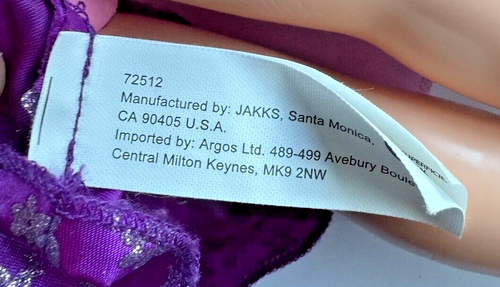 72512
Manufactured by: JAKKS, Santa Monica,
CA 90405 U.S.A.
Imported by: Argos Ltd. 489-499 Avebury
Central Milton Keynes, MK9 2NW